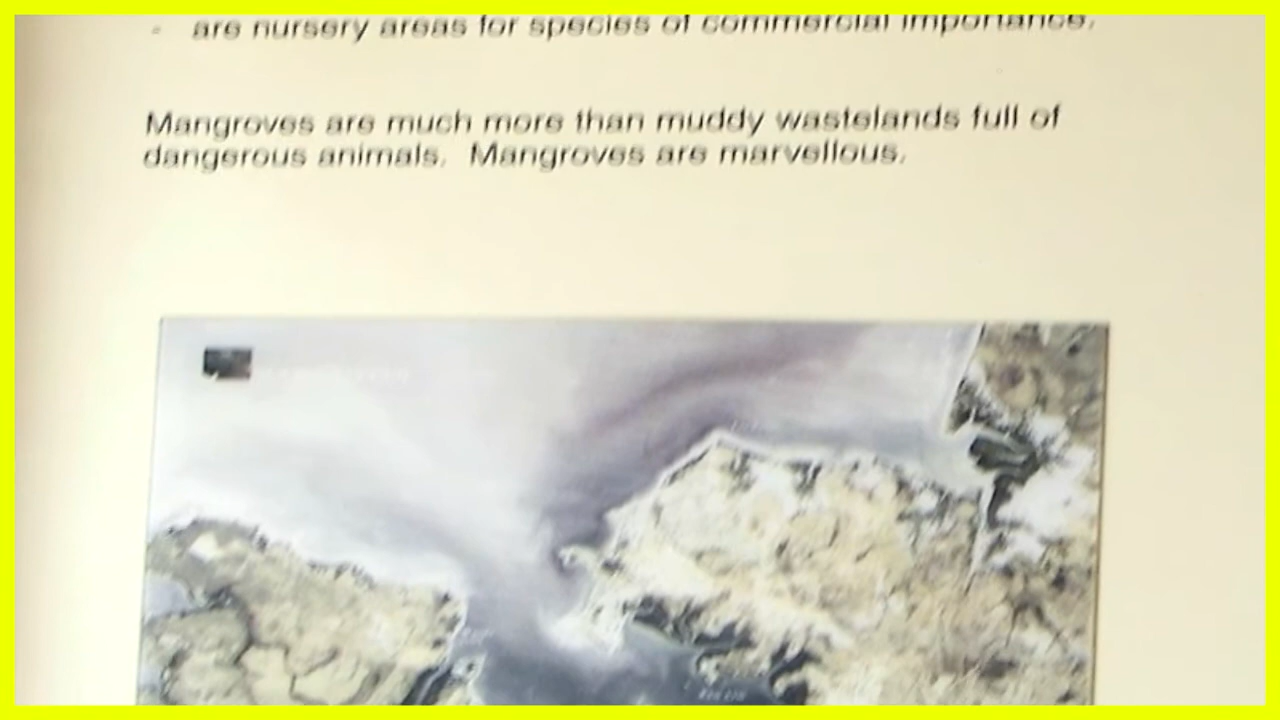 - are nursery areas for species of commercial importance.
Mangroves are much more than muddy wastelands full of
dangerous animals. Mangroves are marvellous.